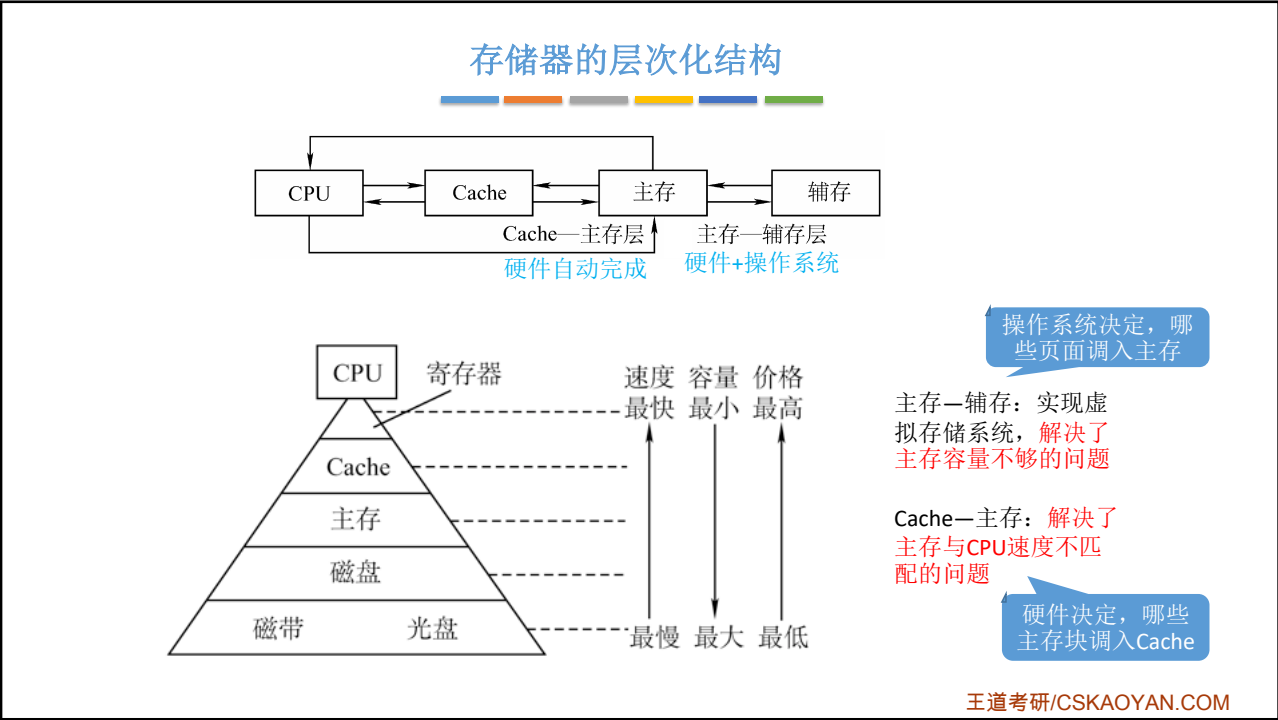 存储器的层次化结构
CPU
Cache
主存
辅存
Cache—主存层
主存—辅存层
硬件自动完成
硬件+操作系统
CPU
寄存器
Cache
主存
磁盘
磁带
光盘
速度 容量 价格
最快 最小 最高
最慢 最大 最低
操作系统决定，哪
些页面调入主存
主存—辅存：实现虚
拟存储系统，解决了
主存容量不够的问题
Cache—主存：解决了
主存与CPU速度不匹
配的问题
硬件决定，哪些
主存块调入Cache
王道考研/CSKAOYAN.COM